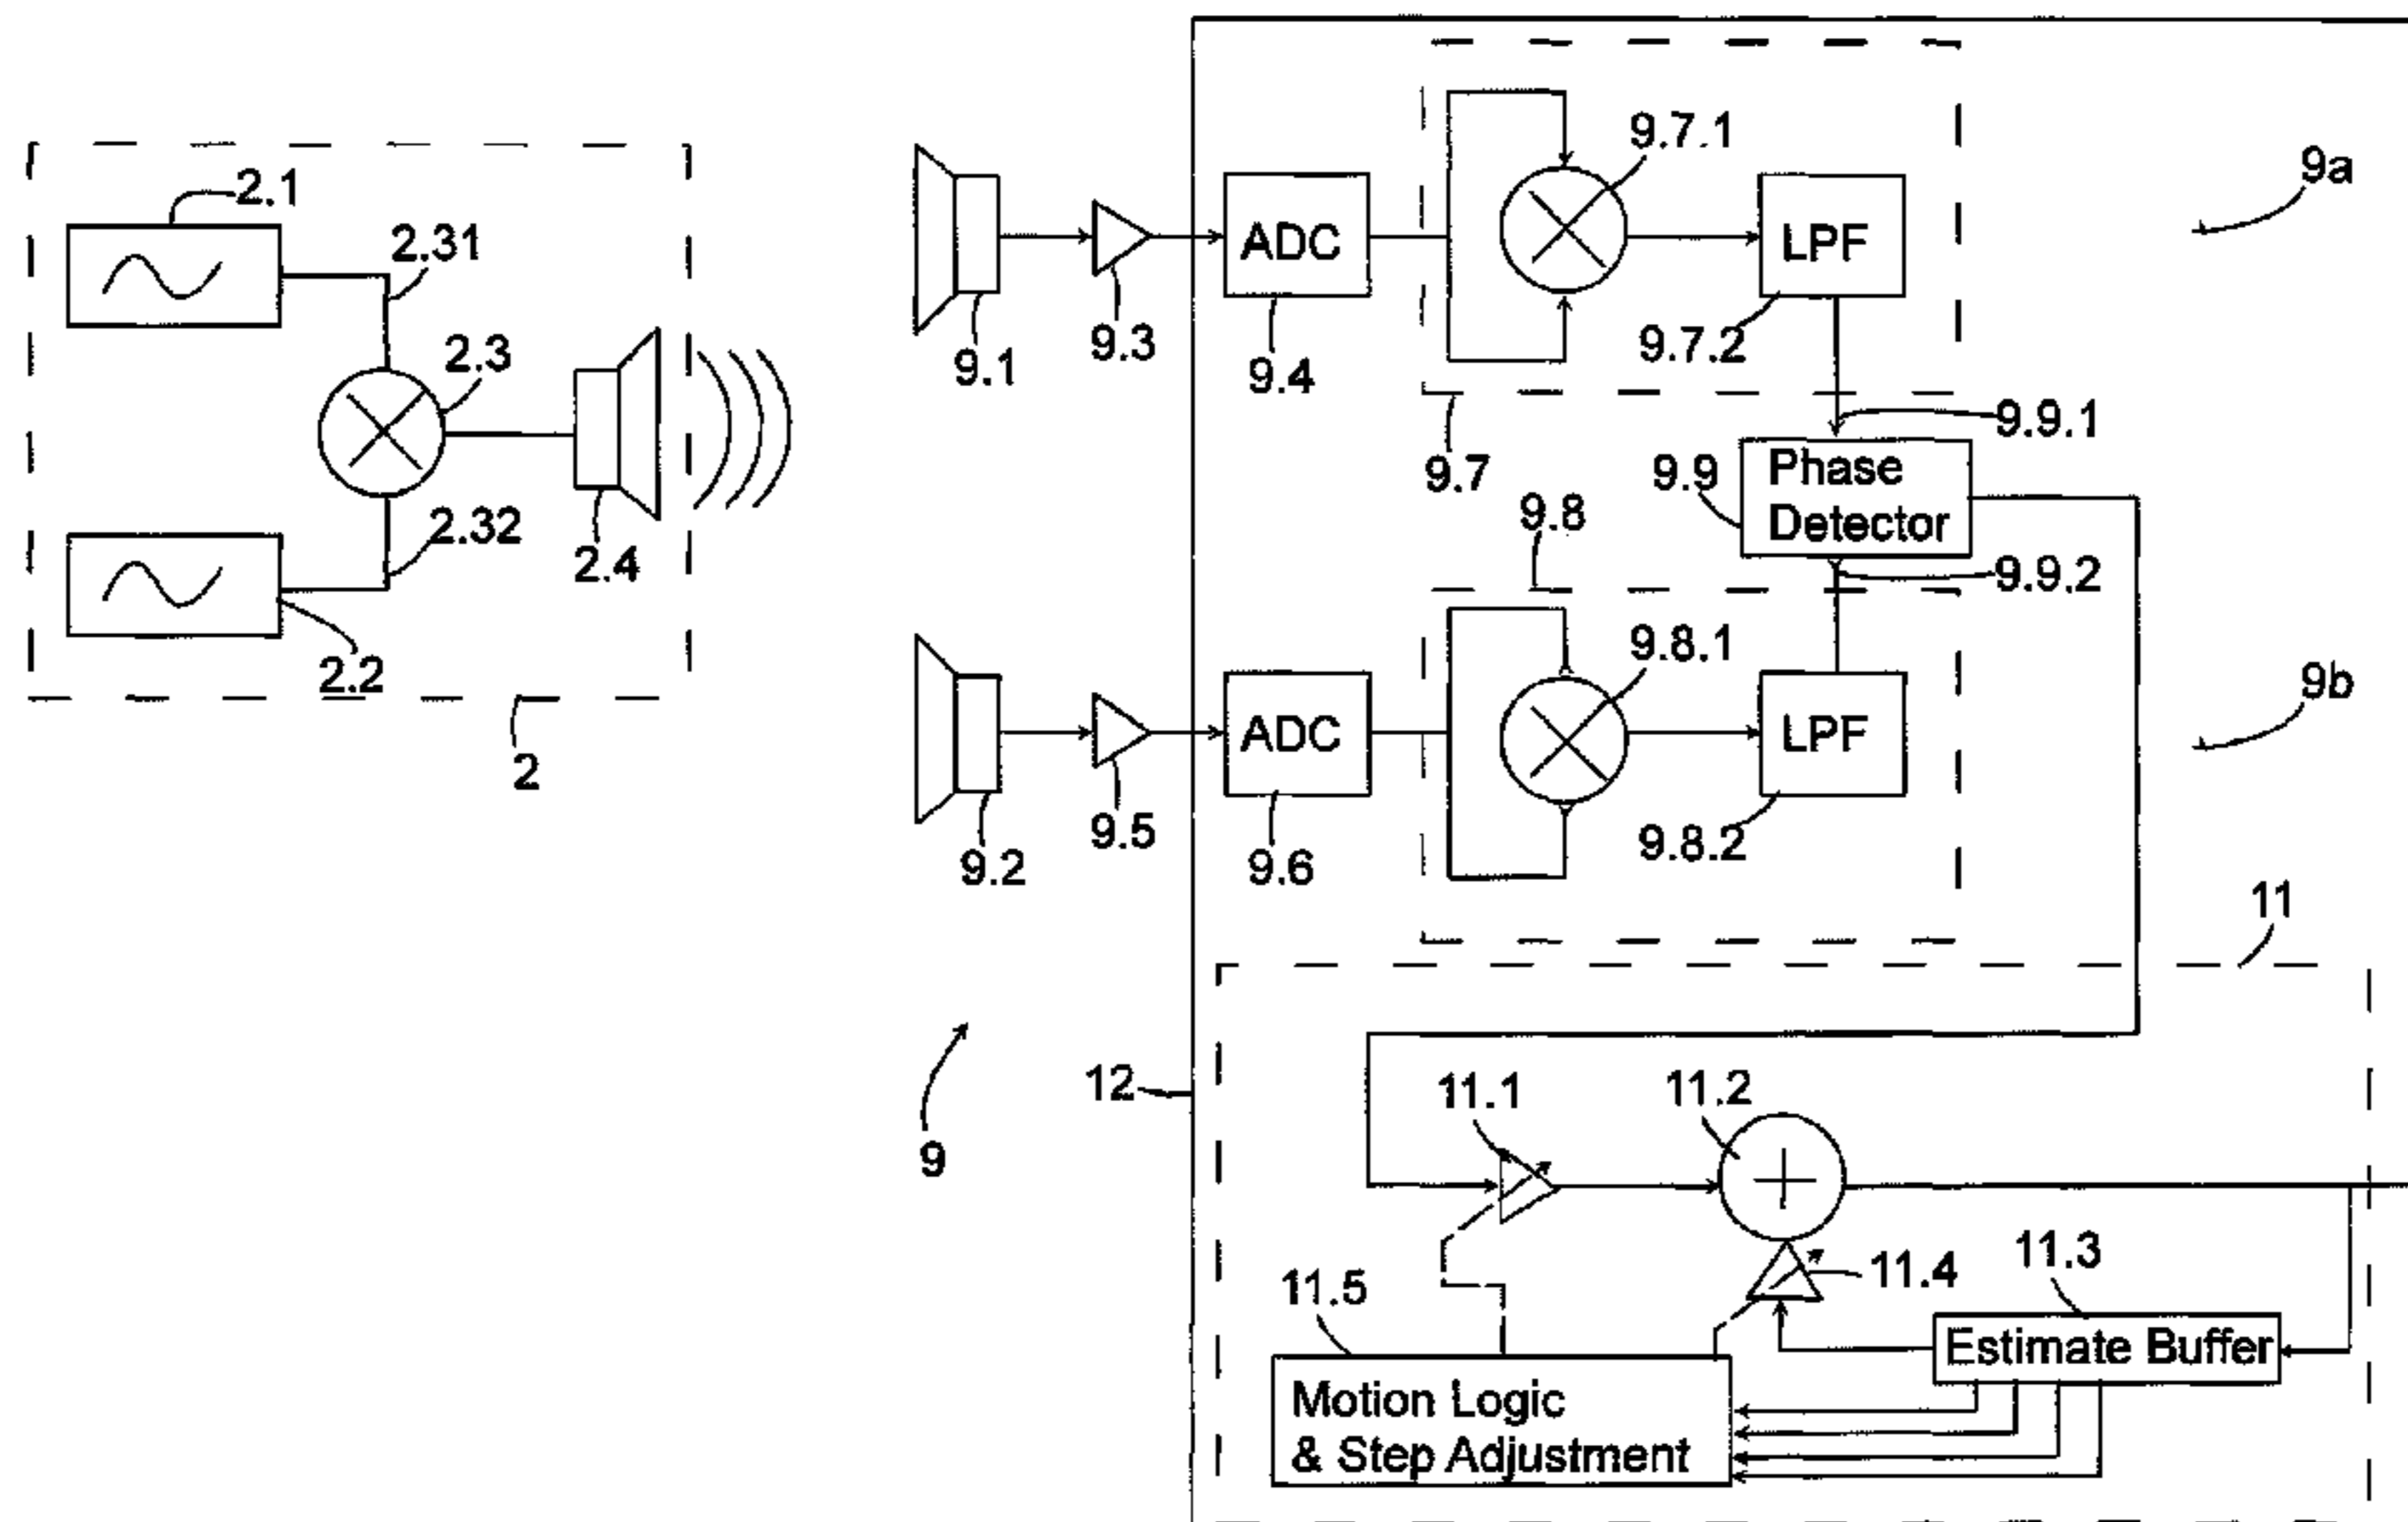 2.1
2.31
2.3
2.32
2.4
2.2
2
9.1
9.3
ADC
9.4
9.7.1
LPF
9.7.2
9.7
9a
9.9.1
9.9
Phase
Detector
9.9.2
9.8
9.2
9.5
ADC
9.6
9.8.1
LPF
9.8.2
9b
9
12
11
11.1
11.2
11.4
11.3
Estimate Buffer
11.5
Motion Logic
& Step Adjustment